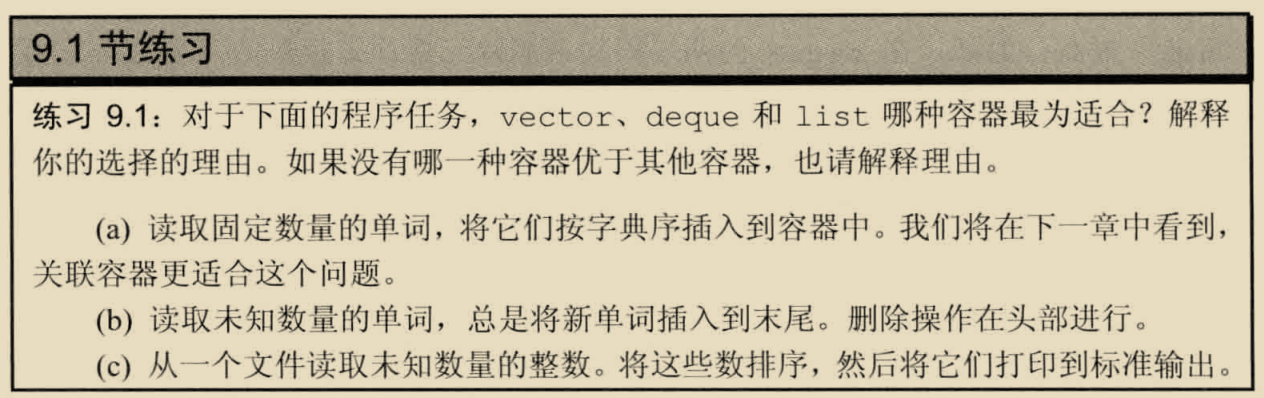 9.1 节练习
练习 9.1：对于下面的程序任务，vector、deque 和 list 哪种容器最为适合？解释
你的选择的理由。如果没有哪一种容器优于其他容器，也请解释理由。
(a) 读取固定数量的单词，将它们按字典序插入到容器中。我们将在下一章中看到，
关联容器更适合这个问题。
(b) 读取未知数量的单词，总是将新单词插入到末尾。删除操作在头部进行。
(c) 从一个文件读取未知数量的整数。将这些数排序，然后将它们打印到标准输出。